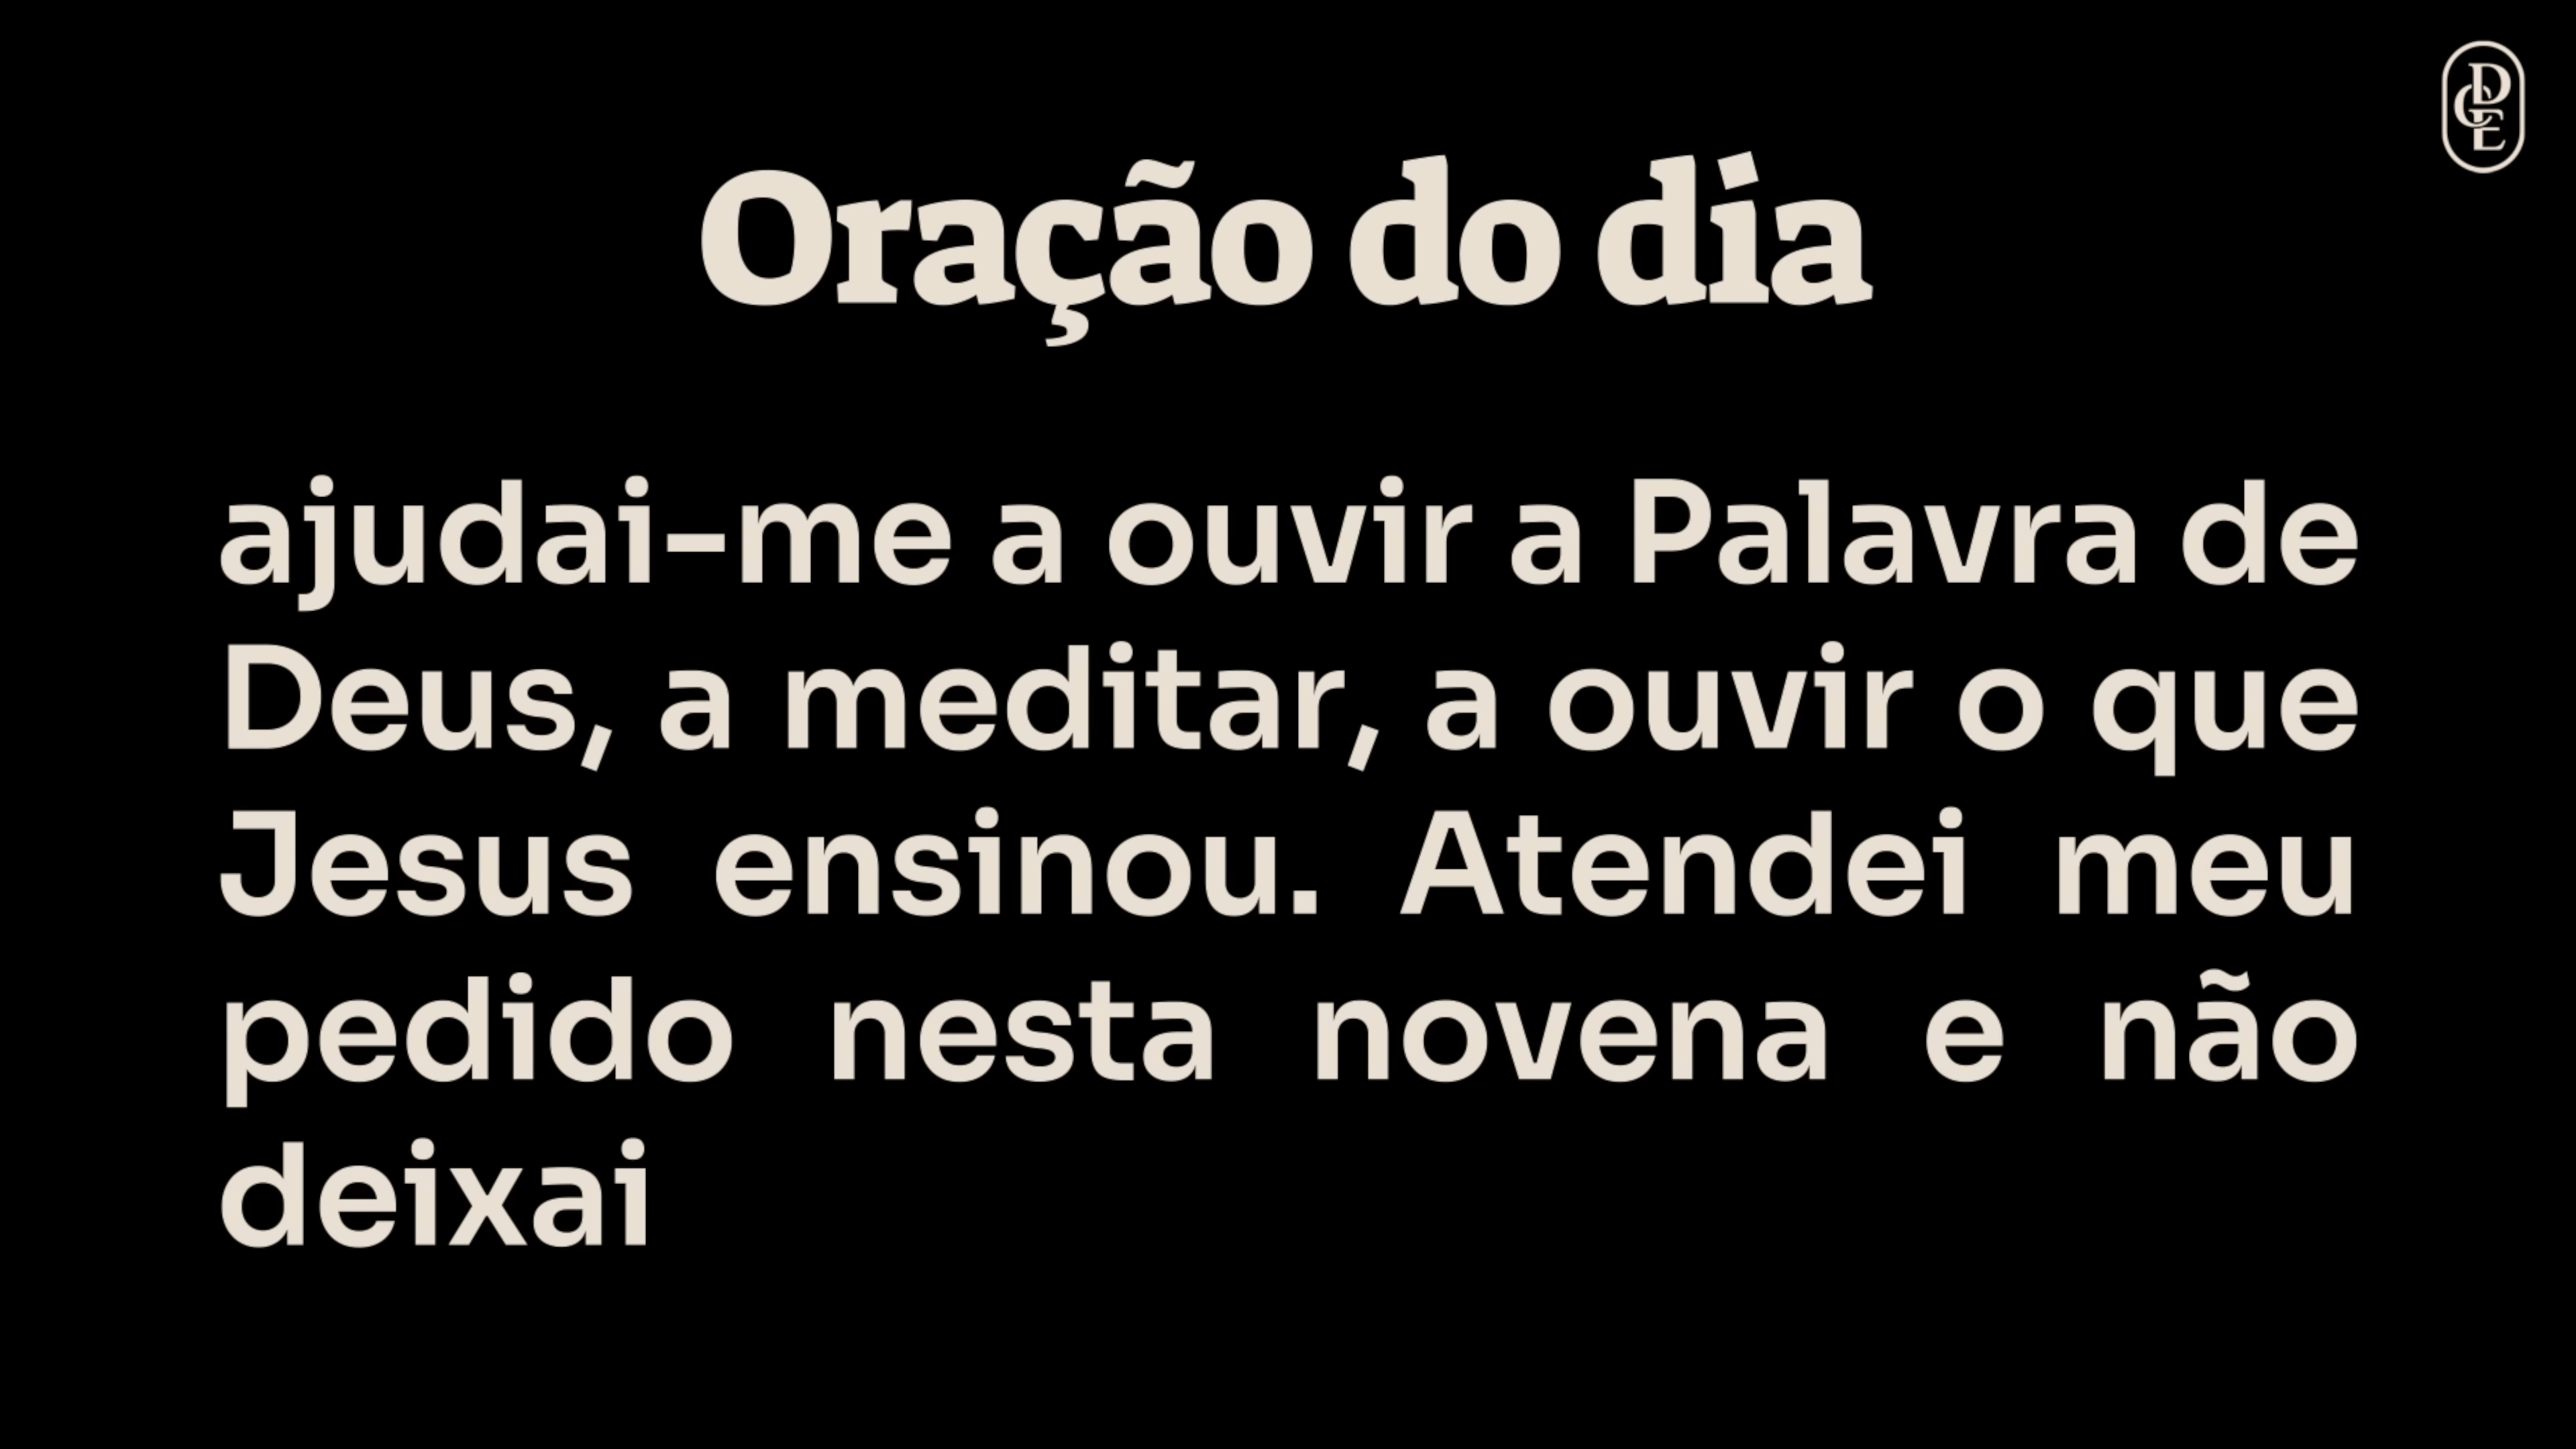 Oração do dia
ajudai-me a ouvir a Palavra de
Deus, a meditar, a ouvir o que
Jesus ensinou. Atendei meu
pedido nesta novena e não
deixai
DCE